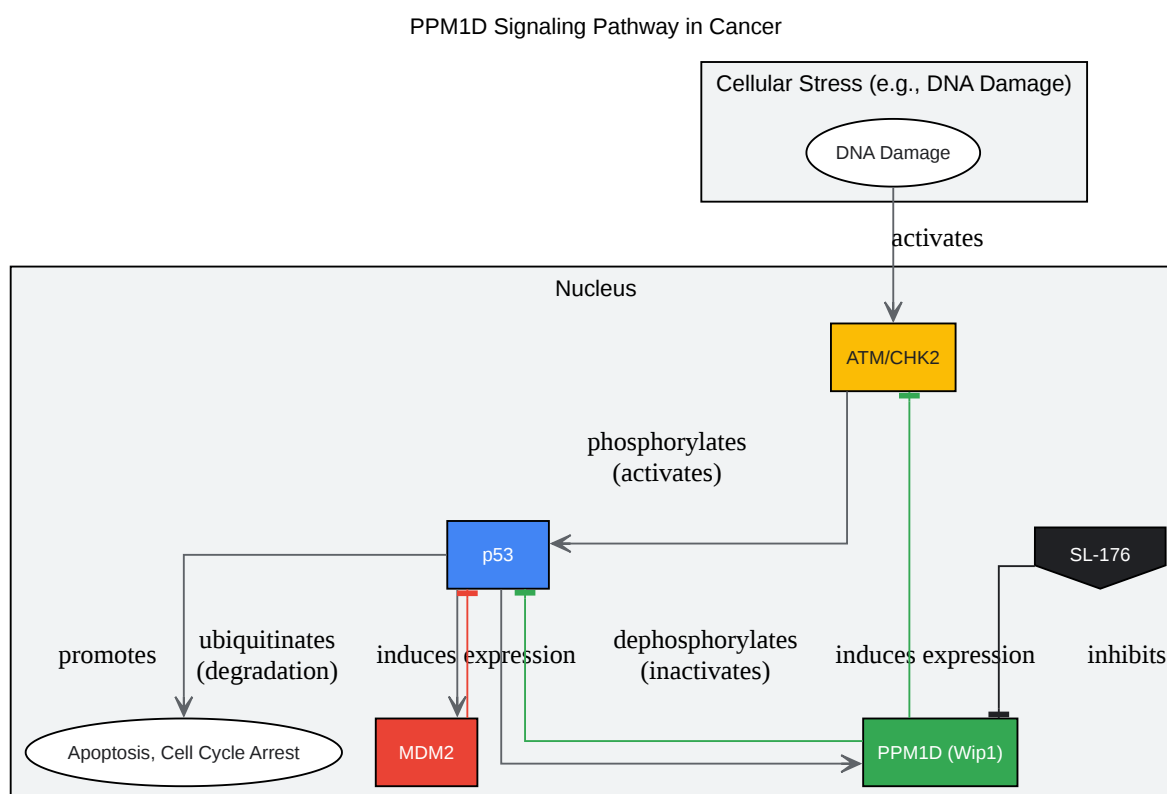 PPM1D Signaling Pathway in Cancer
Cellular Stress (e.g., DNA Damage)
DNA Damage
activates
Nucleus
ATM/CHK2
phosphorylates
(activates)
p53
SL-176
promotes
ubiquitinates
(degradation)
induces expression
dephosphorylates
(inactivates)
induces expression
inhibits
Apoptosis, Cell Cycle Arrest
MDM2
PPM1D (Wip1)